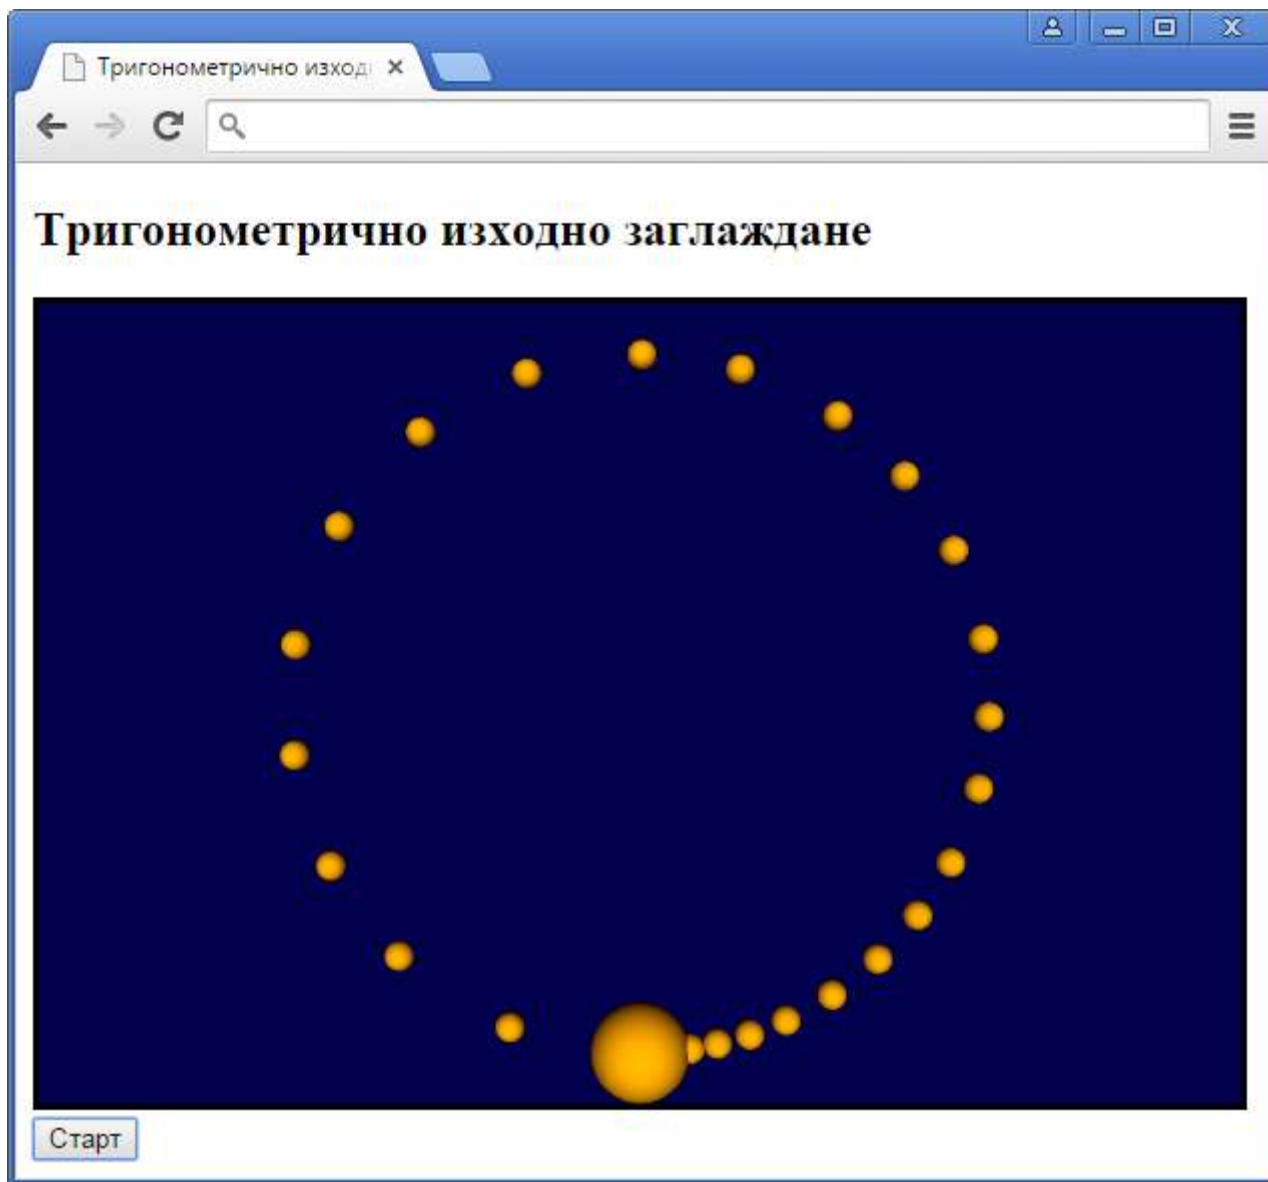 Тригонометрично изход
Тригонометрично изходно заглаждане
Старт